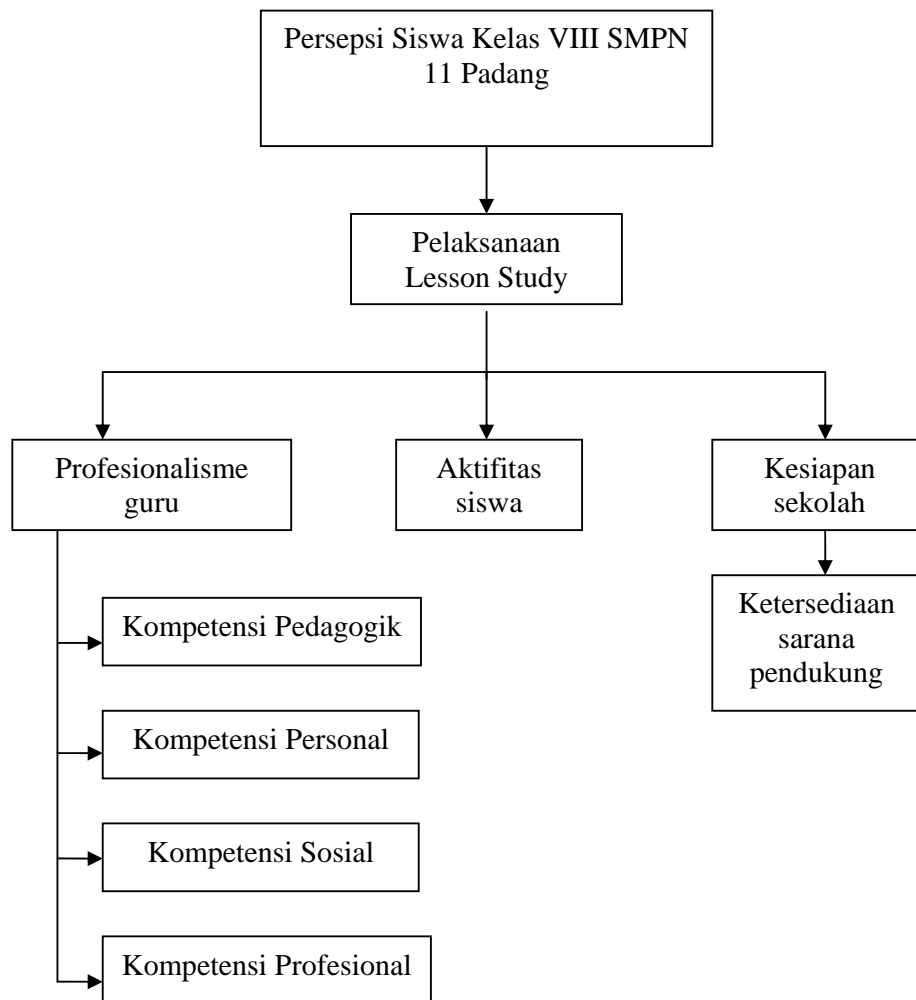 Persepsi Siswa Kelas VIII SMPN
11 Padang
Pelaksanaan
Lesson Study
Profesionalisme
guru
Aktifitas
siswa
Kesiapan
sekolah
Ketersediaan
sarana
pendukung
Kompetensi Pedagogik
Kompetensi Personal
Kompetensi Sosial
Kompetensi Profesional